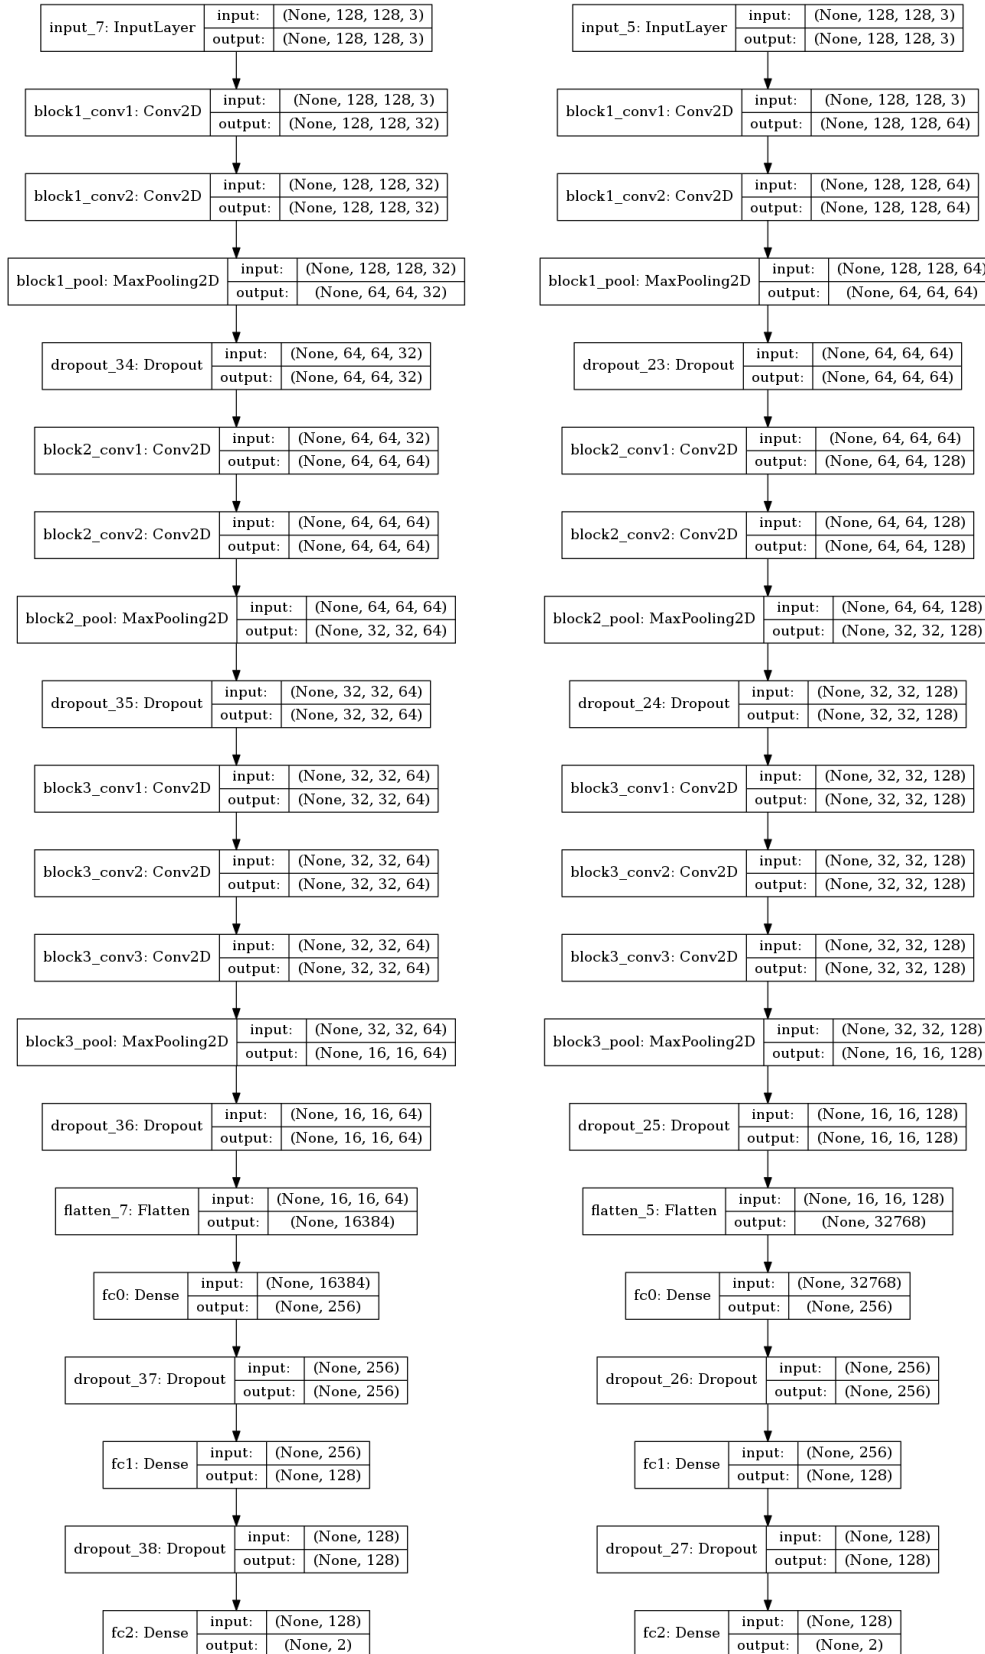 input_7: InputLayer
input: (None, 128, 128, 3)
output: (None, 128, 128, 3)
block1_conv1: Conv2D
input: (None, 128, 128, 3)
output: (None, 128, 128, 32)
block1_conv2: Conv2D
input: (None, 128, 128, 32)
output: (None, 128, 128, 32)
block1_pool: MaxPooling2D
input: (None, 128, 128, 32)
output: (None, 64, 64, 32)
dropout_34: Dropout
input: (None, 64, 64, 32)
output: (None, 64, 64, 32)
block2_conv1: Conv2D
input: (None, 64, 64, 32)
output: (None, 64, 64, 64)
block2_conv2: Conv2D
input: (None, 64, 64, 64)
output: (None, 64, 64, 64)
block2_pool: MaxPooling2D
input: (None, 64, 64, 64)
output: (None, 32, 32, 64)
dropout_35: Dropout
input: (None, 32, 32, 64)
output: (None, 32, 32, 64)
block3_conv1: Conv2D
input: (None, 32, 32, 64)
output: (None, 32, 32, 64)
block3_conv2: Conv2D
input: (None, 32, 32, 64)
output: (None, 32, 32, 64)
block3_conv3: Conv2D
input: (None, 32, 32, 64)
output: (None, 32, 32, 64)
block3_pool: MaxPooling2D
input: (None, 32, 32, 64)
output: (None, 16, 16, 64)
dropout_36: Dropout
input: (None, 16, 16, 64)
output: (None, 16, 16, 64)
flatten_7: Flatten
input: (None, 16, 16, 64)
output: (None, 16384)
fc0: Dense
input: (None, 16384)
output: (None, 256)
dropout_37: Dropout
input: (None, 256)
output: (None, 256)
fc1: Dense
input: (None, 256)
output: (None, 128)
dropout_38: Dropout
input: (None, 128)
output: (None, 128)
fc2: Dense
input: (None, 128)
output: (None, 2)
input_5: InputLayer
input: (None, 128, 128, 3)
output: (None, 128, 128, 3)
block1_conv1: Conv2D
input: (None, 128, 128, 3)
output: (None, 128, 128, 64)
block1_conv2: Conv2D
input: (None, 128, 128, 64)
output: (None, 128, 128, 64)
block1_pool: MaxPooling2D
input: (None, 128, 128, 64)
output: (None, 64, 64, 64)
dropout_23: Dropout
input: (None, 64, 64, 64)
output: (None, 64, 64, 64)
block2_conv1: Conv2D
input: (None, 64, 64, 64)
output: (None, 64, 64, 128)
block2_conv2: Conv2D
input: (None, 64, 64, 128)
output: (None, 64, 64, 128)
block2_pool: MaxPooling2D
input: (None, 64, 64, 128)
output: (None, 32, 32, 128)
dropout_24: Dropout
input: (None, 32, 32, 128)
output: (None, 32, 32, 128)
block3_conv1: Conv2D
input: (None, 32, 32, 128)
output: (None, 32, 32, 128)
block3_conv2: Conv2D
input: (None, 32, 32, 128)
output: (None, 32, 32, 128)
block3_conv3: Conv2D
input: (None, 32, 32, 128)
output: (None, 32, 32, 128)
block3_pool: MaxPooling2D
input: (None, 32, 32, 128)
output: (None, 16, 16, 128)
dropout_25: Dropout
input: (None, 16, 16, 128)
output: (None, 16, 16, 128)
flatten_5: Flatten
input: (None, 16, 16, 128)
output: (None, 32768)
fc0: Dense
input: (None, 32768)
output: (None, 256)
dropout_26: Dropout
input: (None, 256)
output: (None, 256)
fc1: Dense
input: (None, 256)
output: (None, 128)
dropout_27: Dropout
input: (None, 128)
output: (None, 128)
fc2: Dense
input: (None, 128)
output: (None, 2)